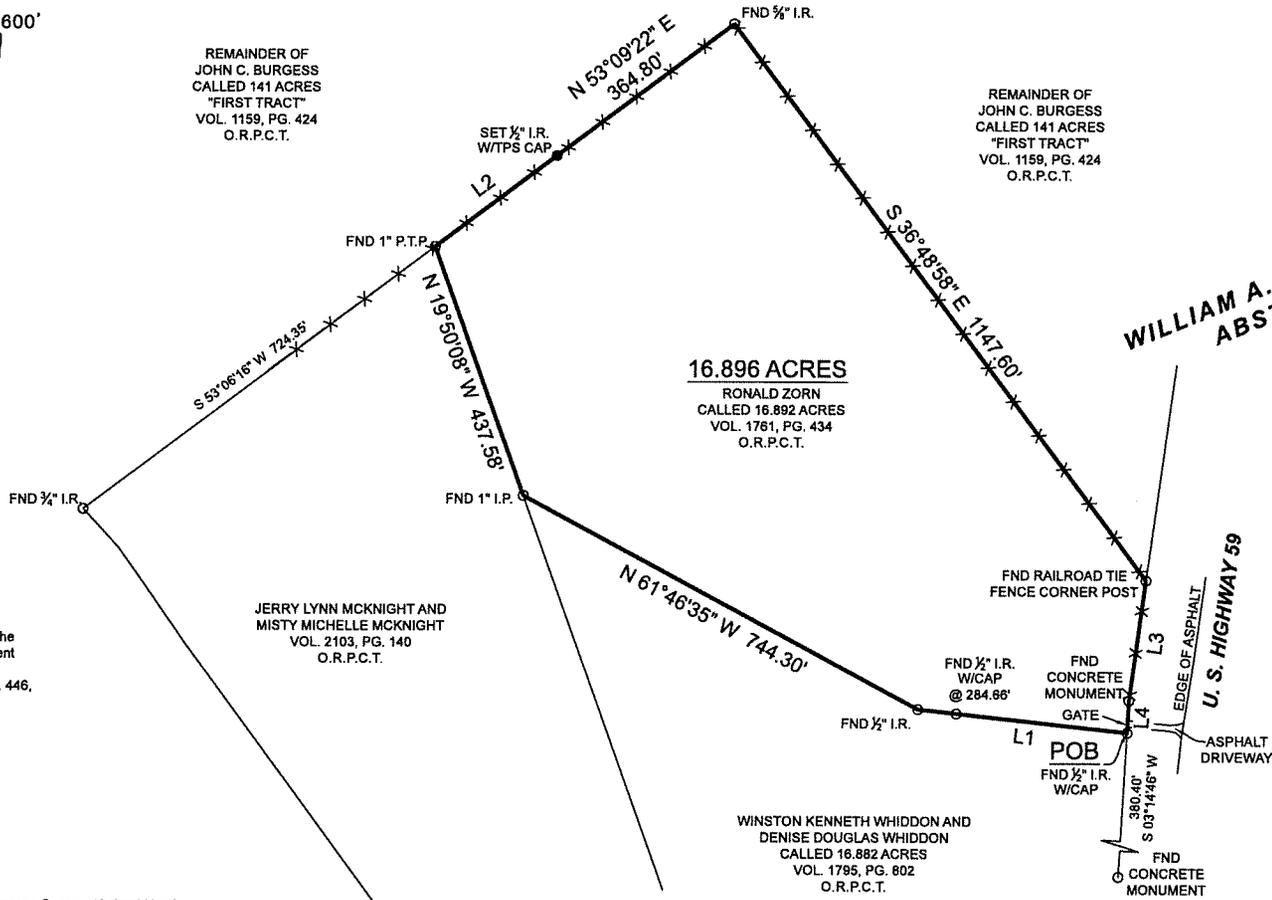 600'
REMAINDER OF
JOHN C. BURGESS
CALLED 141 ACRES
"FIRST TRACT"
VOL. 1159, PG. 424
O.R.P.C.T.
N 53°09'22" E
364.80'
FND ⅝" I.R.
REMAINDER OF
JOHN C. BURGESS
CALLED 141 ACRES
"FIRST TRACT"
VOL. 1159, PG. 424
O.R.P.C.T.
SET ½" I.R.
W/TPS CAP
L2
FND 1" P.T.P.
S 36°48'58" E 1147.60'
N 19°50'08" W 437.58'
S 53°06'16" W 724.35'
WILLIAM A.
ABST
16.896 ACRES
RONALD ZORN
CALLED 16.892 ACRES
VOL. 1761, PG. 434
O.R.P.C.T.
FND ¾" I.R.
FND 1" I.P.
N 61°46'35" W 744.30'
FND RAILROAD TIE
FENCE CORNER POST
JERRY LYNN MCKNIGHT AND
MISTY MICHELLE MCKNIGHT
VOL. 2103, PG. 140
O.R.P.C.T.
he
ent
446,
L3
EDGE OF ASPHALT
U. S. HIGHWAY 59
FND ½" I.R.
W/CAP
@ 284.66'
FND
CONCRETE
MONUMENT
GATE
L4
FND ½" I.R.
L1
POB
FND ½" I.R.
W/CAP
ASPHALT
DRIVEWAY
380.40'
S 03°14'46" W
WINSTON KENNETH WHIDDON AND
DENISE DOUGLAS WHIDDON
CALLED 16.882 ACRES
VOL. 1795, PG. 802
O.R.P.C.T.
FND
CONCRETE
MONUMENT